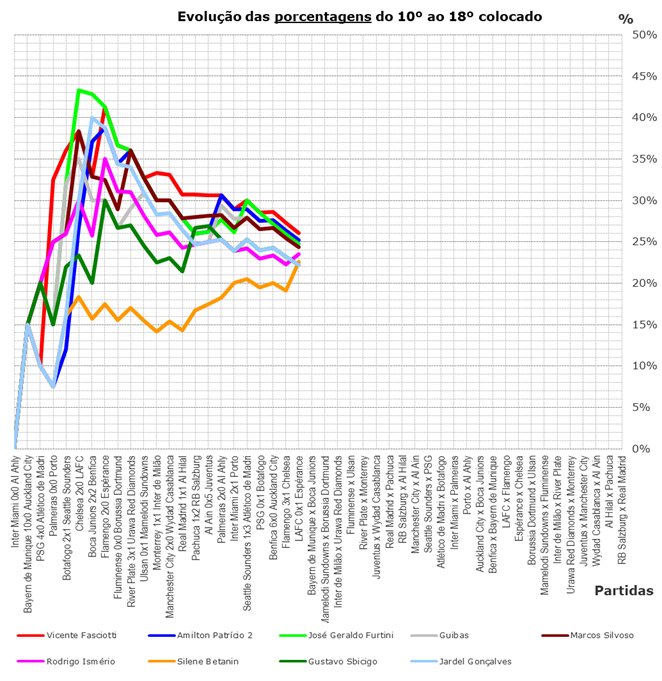 Evolução das porcentagens do 10º ao 18º colocado
%
50%
45%
40%
35%
30%
25%
20%
15%
10%
5%
0%
Inter Miami 0x0 Al Ahly
Bayern de Munique 10x0 Auckland City
PSG 4x0 Atlético de Madri
Palmeiras 0x0 Porto
Botafogo 2x1 Seattle Sounders
Chelsea 2x0 LAFC
Boca Juniors 2x2 Benfica
Flamengo 2x0 Espérance
Fluminense 0x0 Borussia Dortmund
River Plate 3x1 Urawa Red Diamonds
Ulsan 0x1 Mamelodi Sundowns
Monterrey 1x1 Inter de Milão
Manchester City 2x0 Wydad Casablanca
Real Madrid 1x1 Al Hilal
Pachuca 1x2 RB Salzburg
Al Ain 0x5 Juventus
Palmeiras 2x0 Al Ahly
Inter Miami 2x1 Porto
Seattle Sounders 1x3 Atlético de Madri
PSG 0x1 Botafogo
Benfica 6x0 Auckland City
Flamengo 3x1 Chelsea
LAFC 0x1 Espérance
Bayern de Munique x Boca Juniors
Mamelodi Sundowns x Borussia Dortmund
Inter de Milão x Urawa Red Diamonds
Fluminense x Ulsan
River Plate x Monterrey
Juventus x Wydad Casablanca
Real Madrid x Pachuca
RB Salzburg x Al Hilal
Manchester City x Al Ain
Seattle Sounders x PSG
Atlético de Madri x Botafogo
Inter Miami x Palmeiras
Porto x Al Ahly
Auckland City x Boca Juniors
Benfica x Bayern de Munique
LAFC x Flamengo
Espérance x Chelsea
Borussia Dortmund x Ulsan
Mamelodi Sundowns x Fluminense
Inter de Milão x River Plate
Urawa Red Diamonds x Monterrey
Juventus x Manchester City
Wydad Casablanca x Al Ain
Al Hilal x Pachuca
RB Salzburg x Real Madrid
Partidas
Vicente Fasciotti
Amilton Patrício 2
José Geraldo Furtini
Guibas
Marcos Silvoso
Rodrigo Ismério
Silene Betanin
Gustavo Sbicigo
Jardel Gonçalves